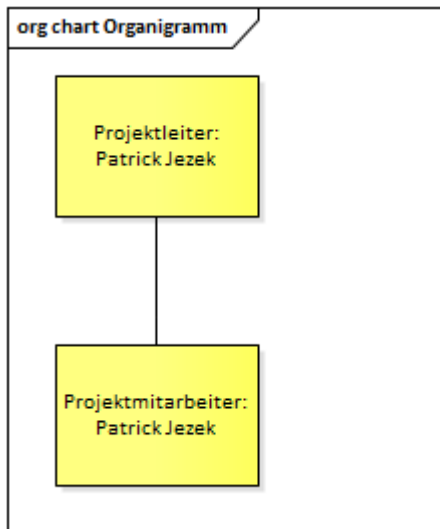 org chart Organigramm
Projektleiter:
Patrick Jezek
Projektmitarbeiter:
Patrick Jezek